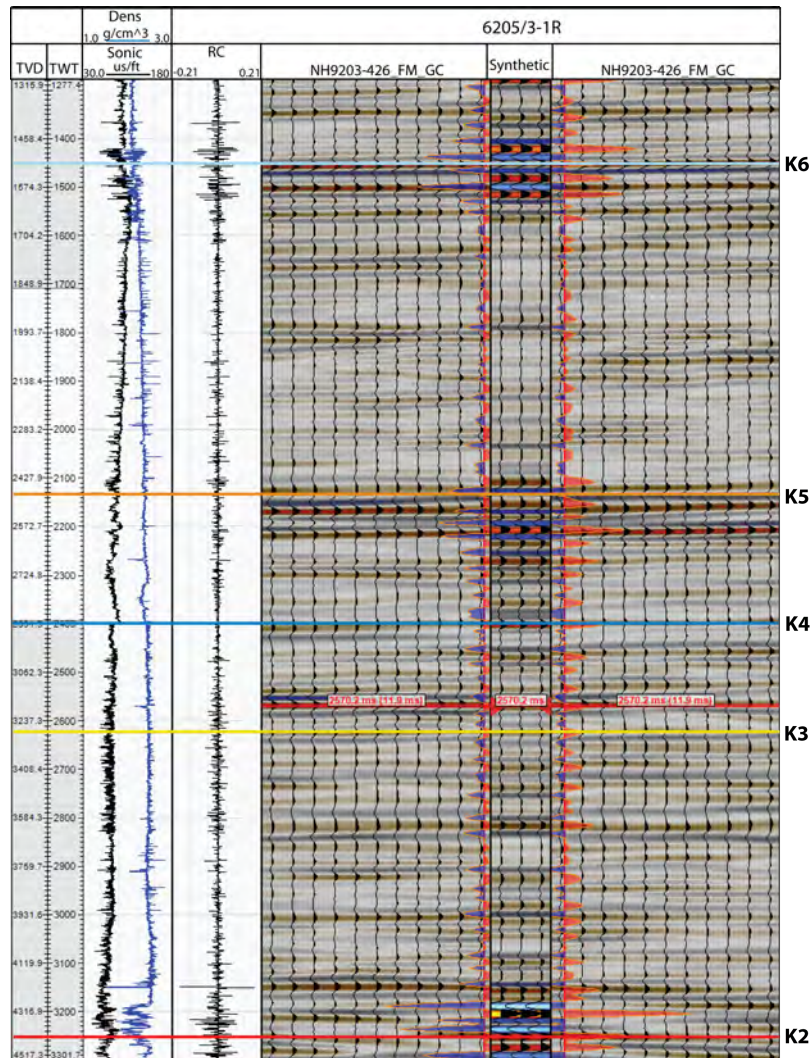 6205/3-1R
Dens
g/cm^3
1.0 3.0
Sonic
us/ft
30.0 180
RC
-0.21 0.21
TVD TWT
NH9203-426_FM_GC
Synthetic
NH9203-426_FM_GC
1315.9 1277.4
1458.4 1400
K6
1574.3 1500
1704.2 1600
1848.9 1700
1993.7 1800
2138.4 1900
2283.2 2000
2427.9 2100
K5
2572.7 2200
2724.8 2300
K4
3062.3 2500
2570.2 ms (11.9 ms) 2570.2 ms 2570.2 ms (11.9 ms)
3237.3 2600
K3
3408.4 2700
3584.3 2800
3759.7 2900
3931.6 3000
4119.9 3100
4316.9 3200
K2
4517.3 3301.7